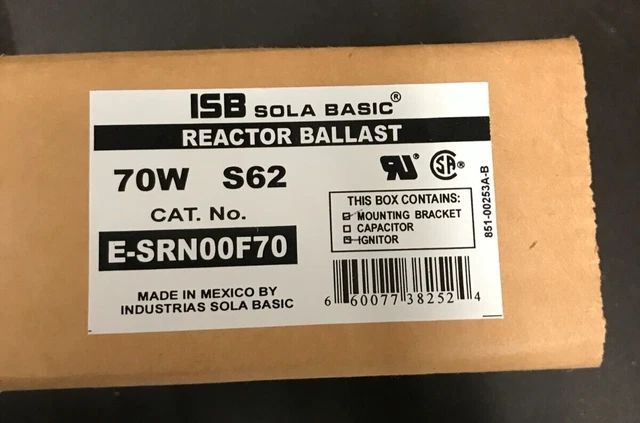 ISB SOLA BASIC®
REACTOR BALLAST
70W S62
CAT. No.
E-SRN00F70
MADE IN MEXICO BY
INDUSTRIAS SOLA BASIC
THIS BOX CONTAINS:
MOUNTING BRACKET
CAPACITOR
IGNITOR
6 60077 38252 4
851-00253A-B